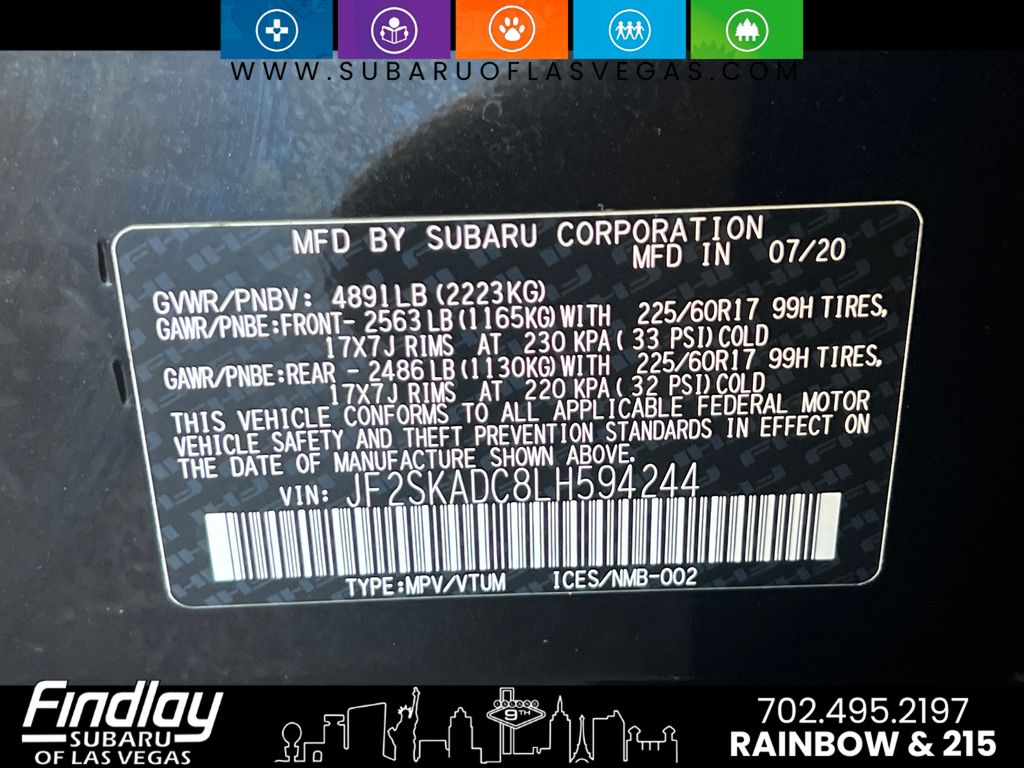 WWW.SUBARUOFLASVEGAS.COM
MFD BY SUBARU CORPORATION
MFD IN 07/20
GVWR/PNBV: 4891LB (2223KG)
GAWR/PNBE:FRONT- 2563 LB (1165KG) WITH 225/60R17 99H TIRES,
17X7J RIMS AT 230 KPA ( 33 PSI) COLD
GAWR/PNBE:REAR - 2486 LB (1130KG) WITH 225/60R17 99H TIRES,
17X7J RIMS AT 220 KPA ( 32 PSI) COLD
THIS VEHICLE CONFORMS TO ALL APPLICABLE FEDERAL MOTOR
VEHICLE SAFETY AND THEFT PREVENTION STANDARDS IN EFFECT ON
THE DATE OF MANUFACTURE SHOWN ABOVE.
VIN: JF2SKADC8LH594244
TYPE:MPV/VTUM ICES/NMB-002
Findlay
SUBARU
OF LAS VEGAS
9TH
702.495.2197
RAINBOW & 215